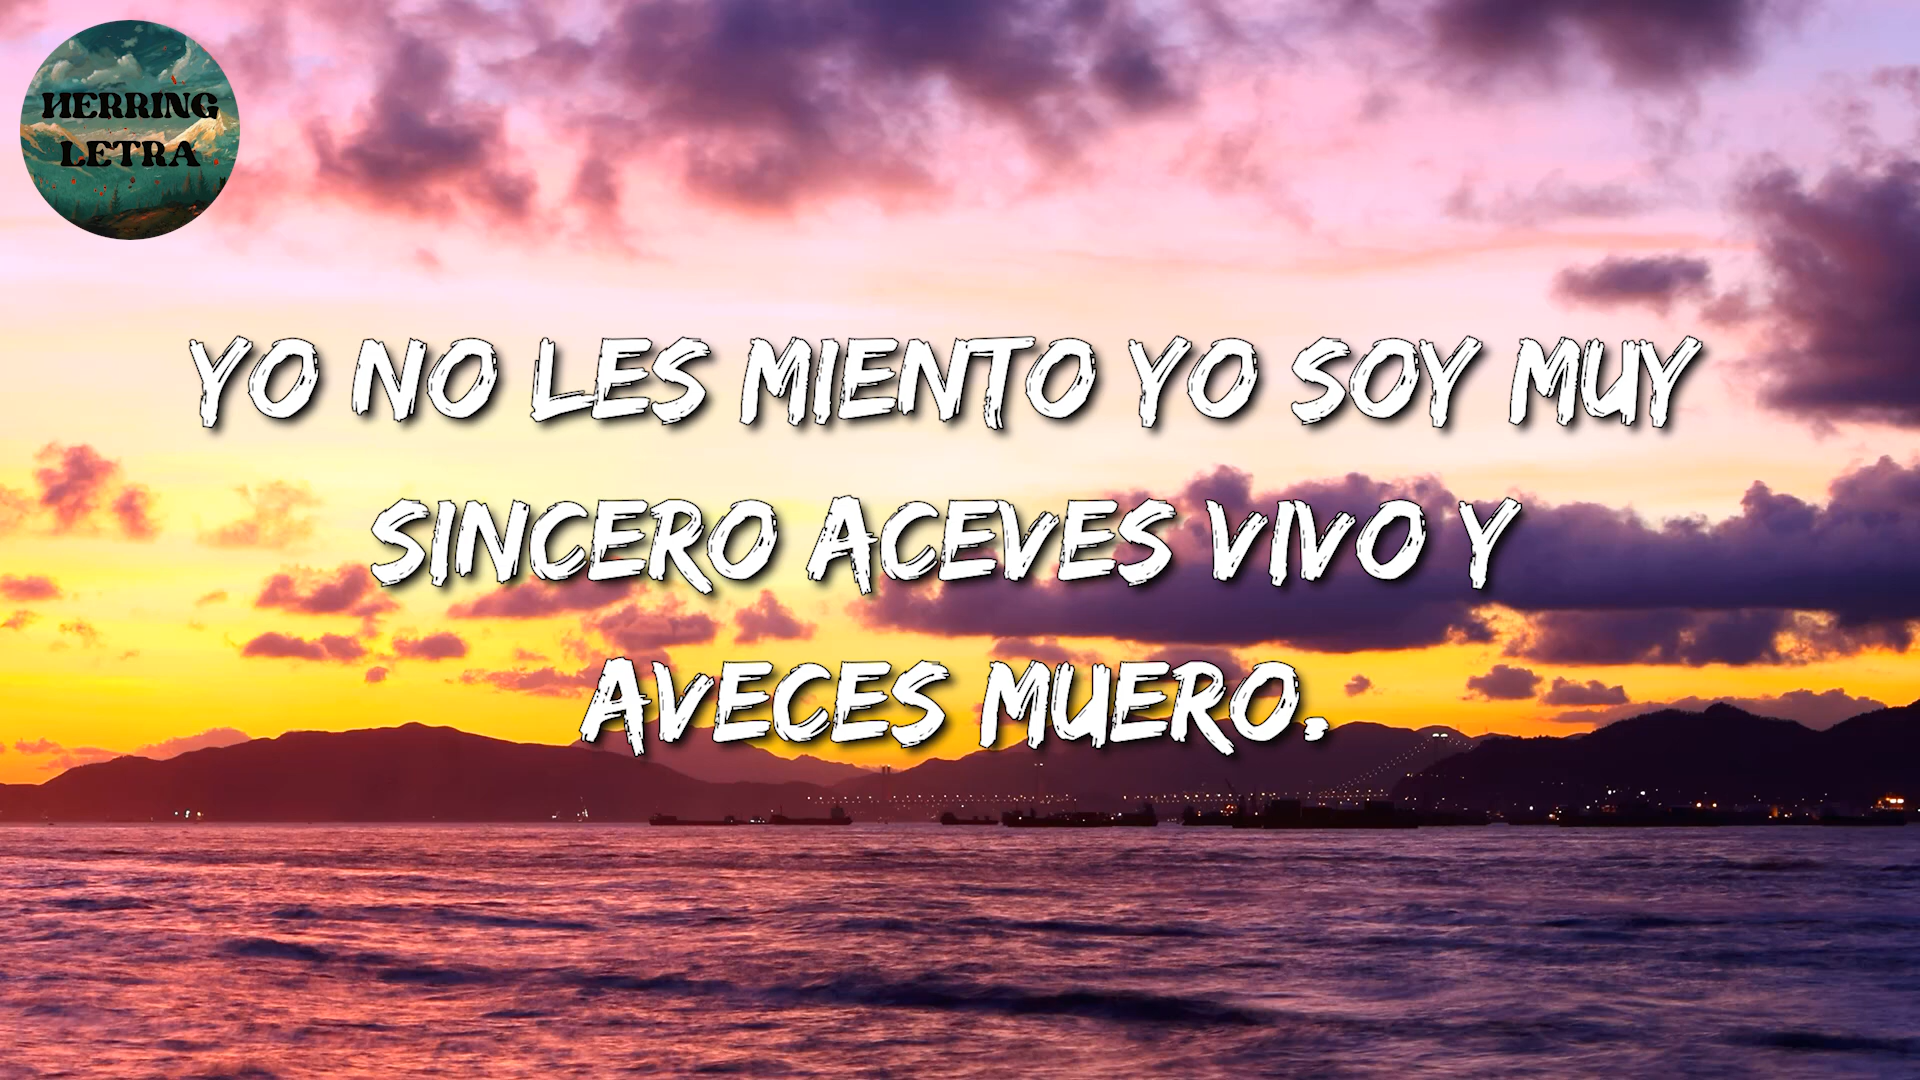 HERRING
LETRA
YO NO LES MIENTO YO SOY MUY
SINCERO ACEVES VIVO Y
AVECES MUERO.